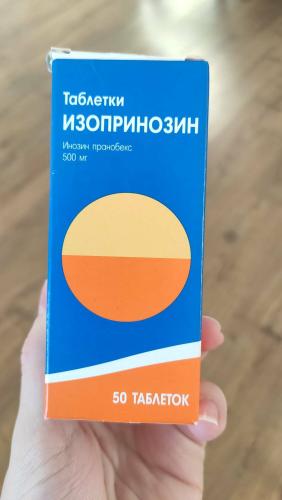 Таблетки
ИЗОПРИНОЗИН
Инозин пранобекс
500 мг
50 ТАБЛЕТОК